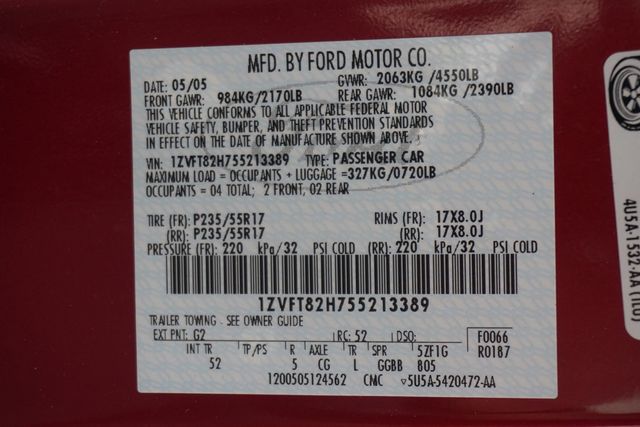 MFD. BY FORD MOTOR CO.
DATE: 05/05 GVWR: 2063KG /4550LB
FRONT GAWR: 984KG/2170LB REAR GAWR: 1084KG /2390LB
THIS VEHICLE CONFORMS TO ALL APPLICABLE FEDERAL MOTOR
VEHICLE SAFETY, BUMPER, AND THEFT PREVENTION STANDARDS
IN EFFECT ON THE DATE OF MANUFACTURE SHOWN ABOVE.
VIN: 1ZVFT82H755213389 TYPE: PASSENGER CAR
MAXIMUM LOAD = OCCUPANTS + LUGGAGE =327KG/0720LB
OCCUPANTS = 04 TOTAL; 2 FRONT, 02 REAR
TIRE (FR): P235/55R17 RIMS (FR): 17X8.0J
(RR): P235/55R17 (RR): 17X8.0J
PRESSURE (FR): 220 kPa/32 PSI COLD (RR): 220 kPa/32 PSI COLD
1ZVFT82H755213389
TRAILER TOWING - SEE OWNER GUIDE
EXT PNT: G2 RC: 52 DSO: F0066
INT TR TP/PS R AXLE TR SPR 5ZF1G R0187
52 5 CG L GGBB 805
1200505124562 CMC ▿5U5A-5420472-AA
4U5A-1532-AA (110)